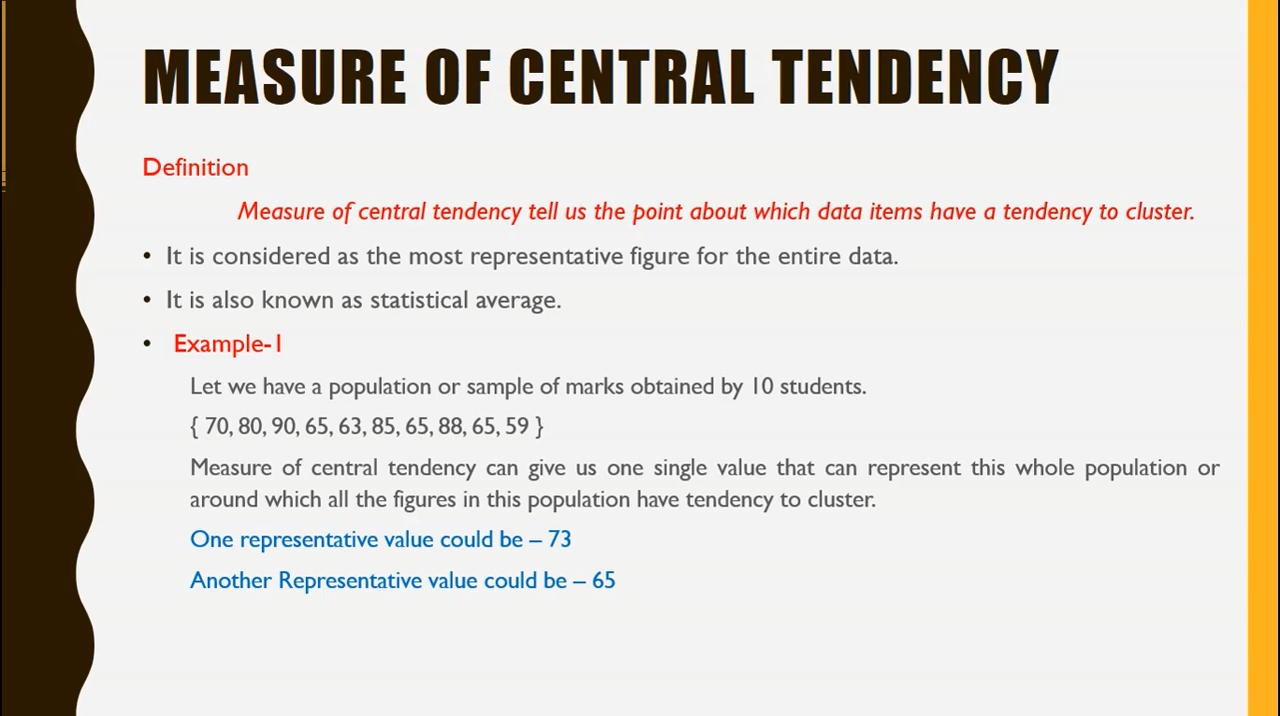 MEASURE OF CENTRAL TENDENCY
Definition
Measure of central tendency tell us the point about which data items have a tendency to cluster.
• It is considered as the most representative figure for the entire data.
• It is also known as statistical average.
• Example-1
Let we have a population or sample of marks obtained by 10 students.
{ 70, 80, 90, 65, 63, 85, 65, 88, 65, 59 }
Measure of central tendency can give us one single value that can represent this whole population or
around which all the figures in this population have tendency to cluster.
One representative value could be – 73
Another Representative value could be – 65